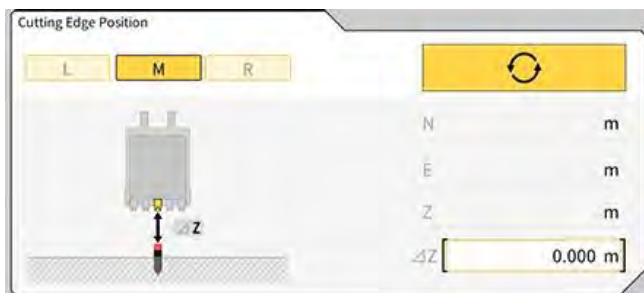 Cutting Edge Position
L M R
N m
E m
Z m
⊿Z
⊿Z 0.000 m